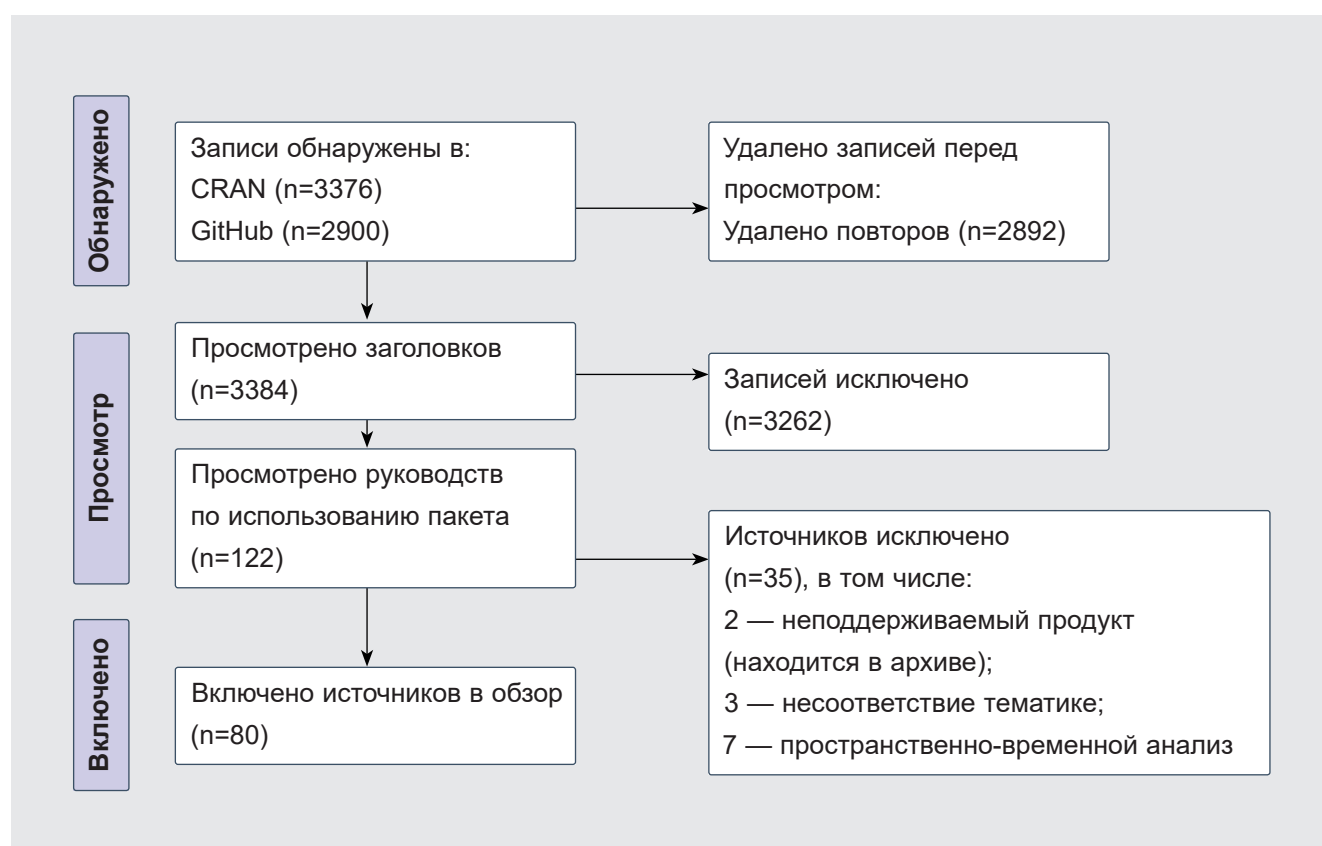 Обнаружено
Записи обнаружены в:
CRAN (n=3376)
GitHub (n=2900)
Удалено записей перед
просмотром:
Удалено повторов (n=2892)
Просмотр
Просмотрено заголовков
(n=3384)
Записей исключено
(n=3262)
Просмотрено руководств
по использованию пакета
(n=122)
Источников исключено
(n=35), в том числе:
2 — неподдерживаемый продукт
(находится в архиве);
3 — несоответствие тематике;
7 — пространственно-временной анализ
Включено
Включено источников в обзор
(n=80)